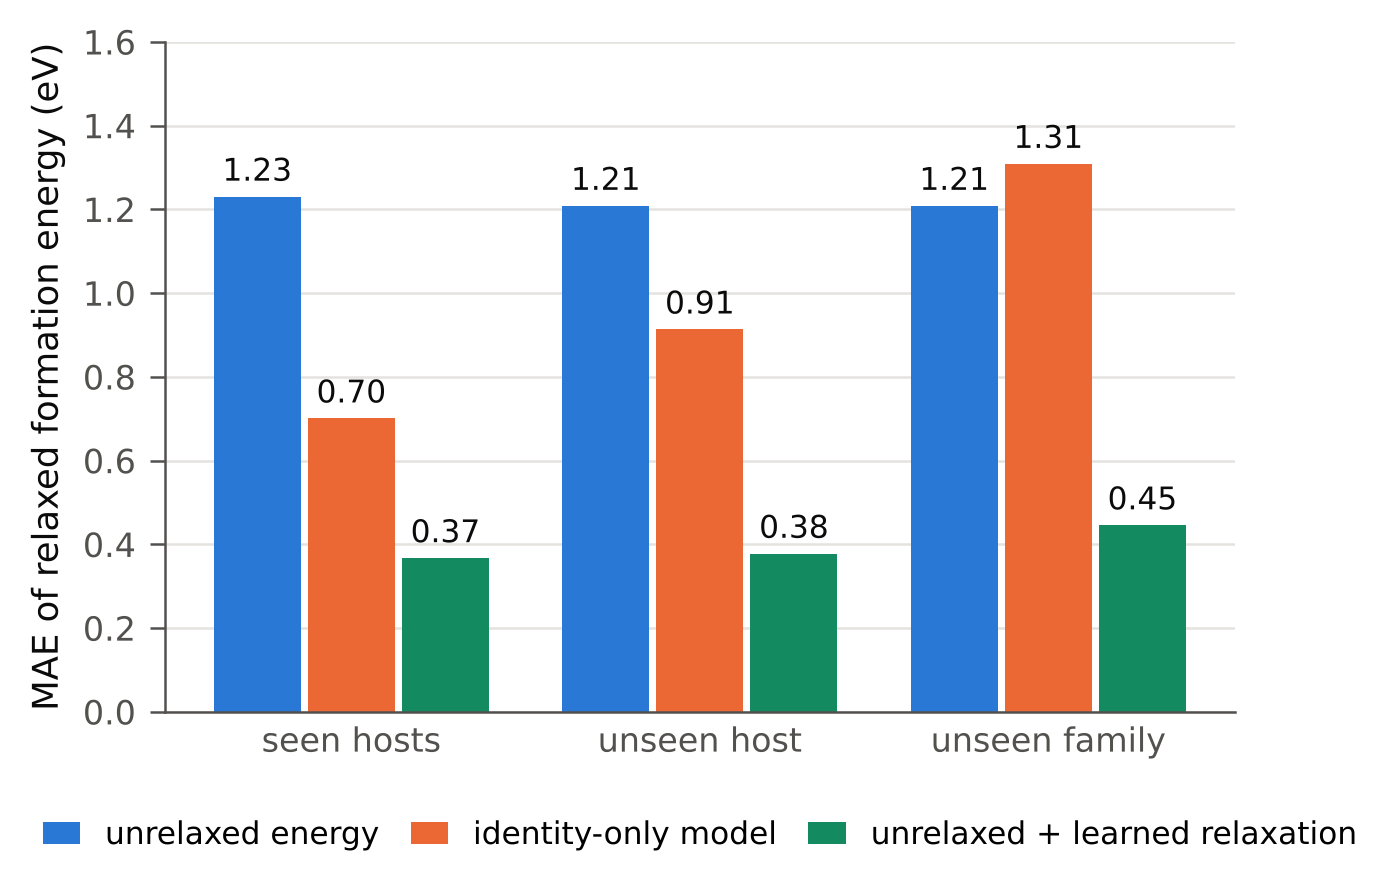 MAE of relaxed formation energy (eV)
1.6
1.4
1.2
1.0
0.8
0.6
0.4
0.2
0.0
1.23
0.70
0.37
1.21
0.91
0.38
1.21
1.31
0.45
seen hosts
unseen host
unseen family
unrelaxed energy
identity-only model
unrelaxed + learned relaxation